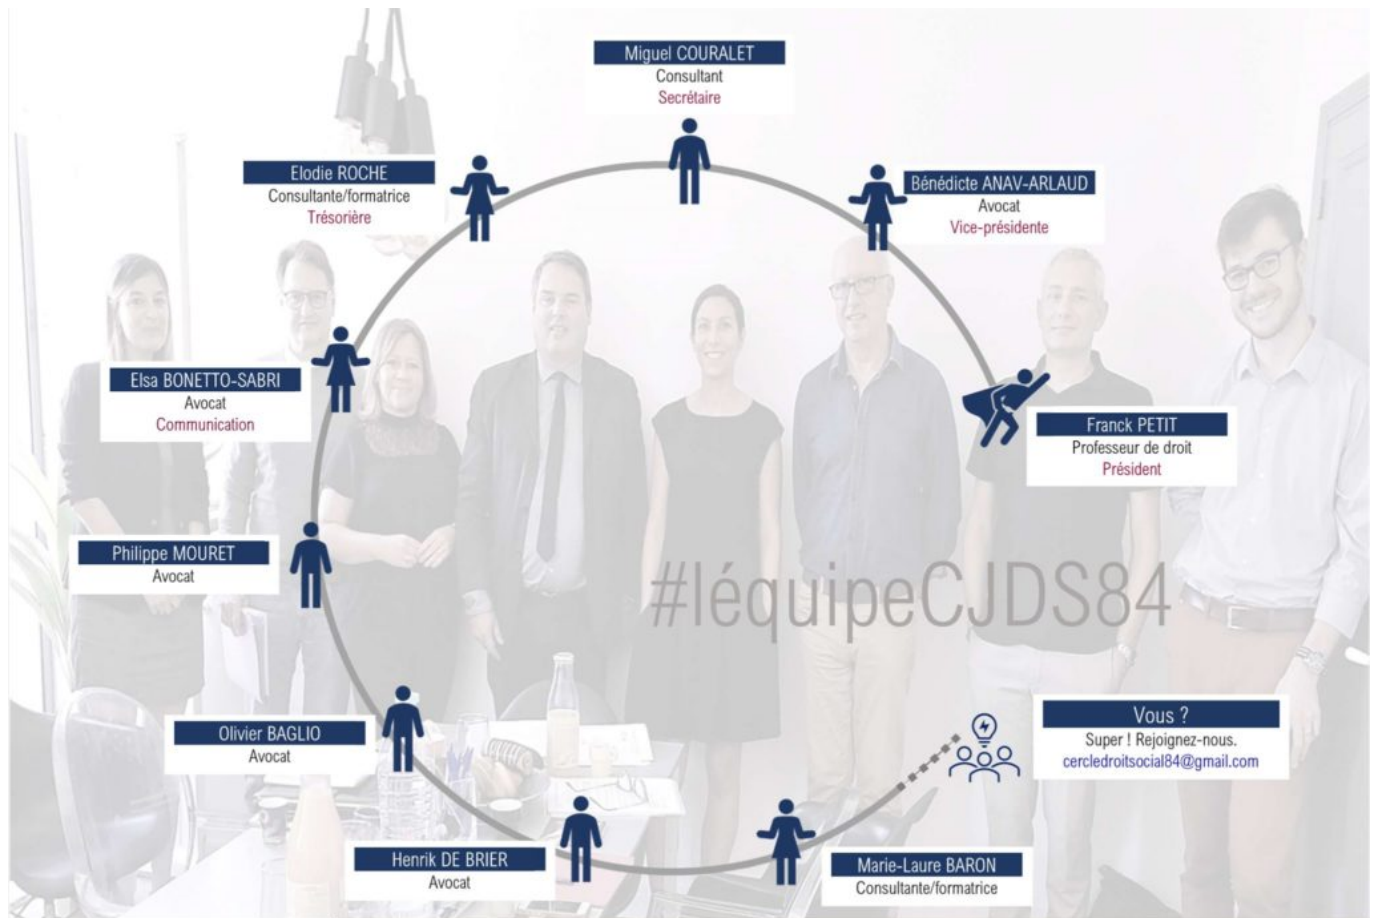 Miguel COURALET
Consultant
Secrétaire
Elodie ROCHE
Consultante/formatrice
Trésorière
Bénédicte ANAV-ARLAUD
Avocat
Vice-présidente
Elsa BONETTO-SABRI
Avocat
Communication
Franck PETIT
Professeur de droit
Président
Philippe MOURET
Avocat
#léquipeCJDS84
Olivier BAGLIO
Avocat
Vous ?
Super ! Rejoignez-nous.
cercledroitsocial84@gmail.com
Henrik DE BRIER
Avocat
Marie-Laure BARON
Consultante/formatrice